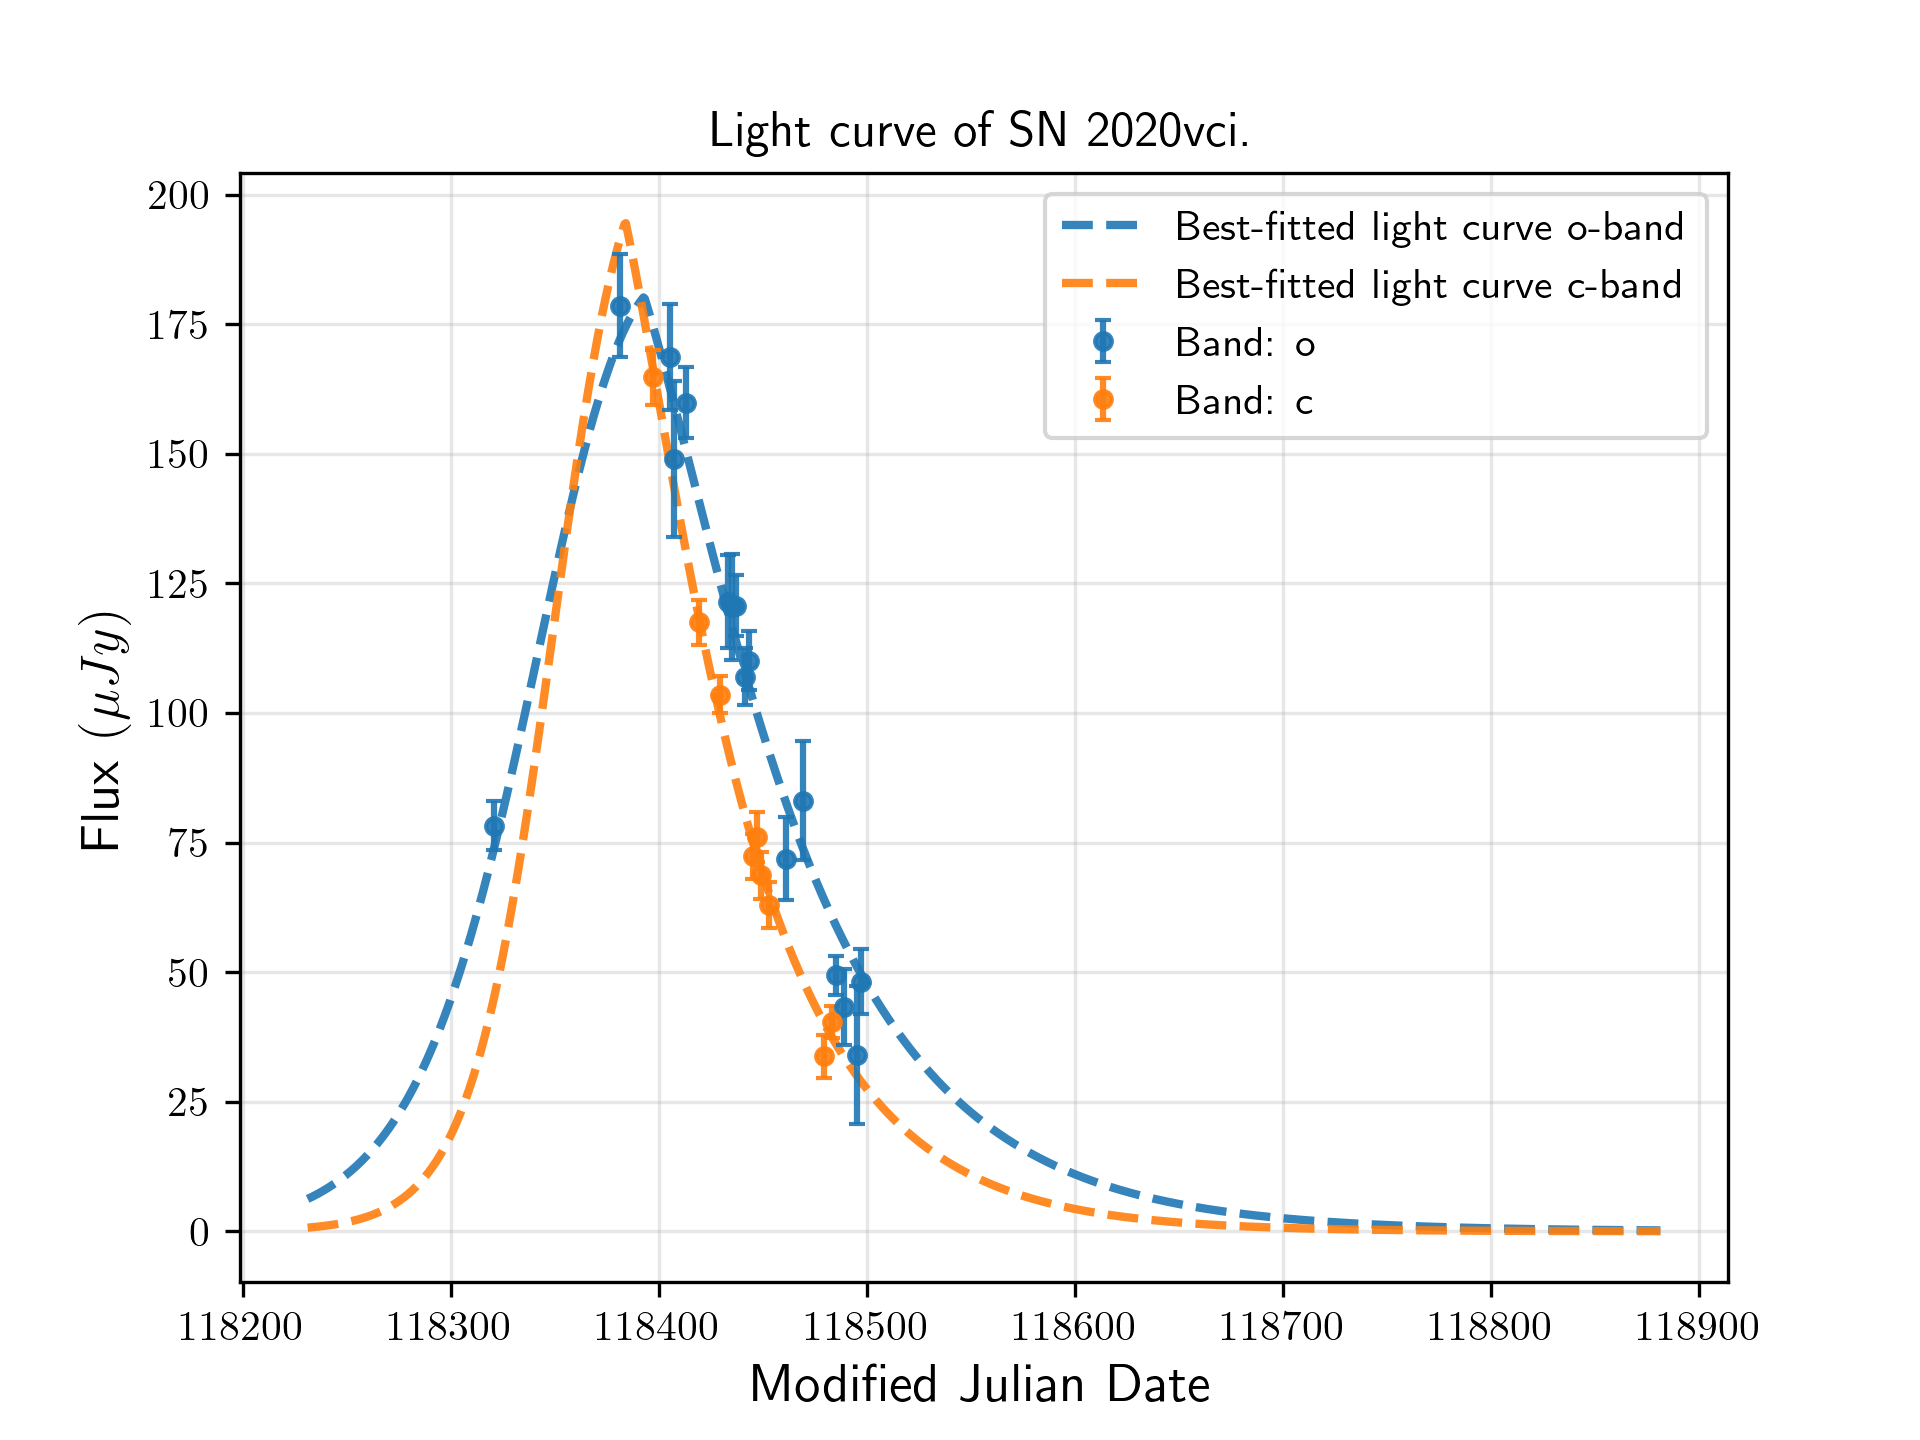 Light curve of SN 2020vci.
200
175
150
125
100
75
50
25
0
Flux (μJy)
Best-fitted light curve o-band
Best-fitted light curve c-band
Band: o
Band: c
118200 118300 118400 118500 118600 118700 118800 118900
Modified Julian Date